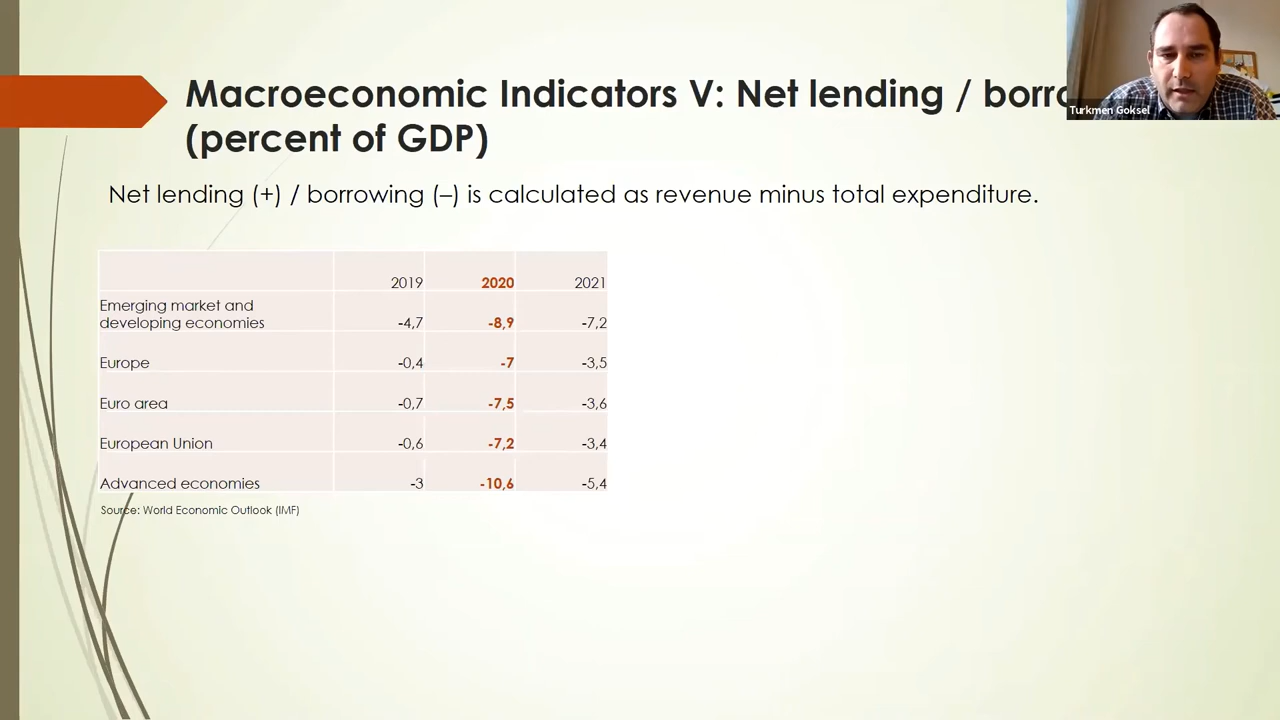 Macroeconomic Indicators V: Net lending /
(percent of GDP)
Turkmen Goksel
Net lending (+) / borrowing (–) is calculated as revenue minus total expenditure.
2019 2020 2021
Emerging market and
developing economies -4,7 -8,9 -7,2
Europe -0,4 -7 -3,5
Euro area -0,7 -7,5 -3,6
European Union -0,6 -7,2 -3,4
Advanced economies -3 -10,6 -5,4
Source: World Economic Outlook (IMF)